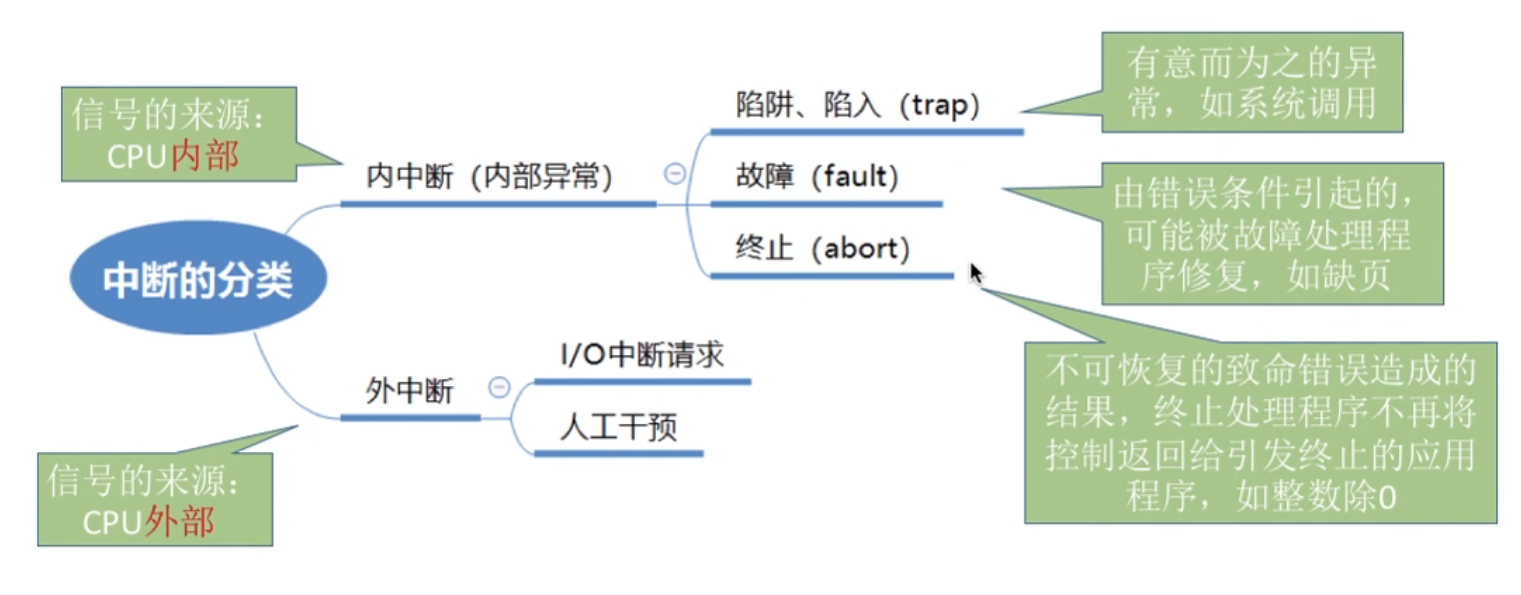 有意而为之的异
常，如系统调用
信号的来源：
CPU内部
陷阱、陷入（trap）
内中断（内部异常）
故障（fault）
由错误条件引起的，
可能被故障处理程
序修复，如缺页
终止（abort）
中断的分类
I/O中断请求
外中断
人工干预
不可恢复的致命错误造成的
结果，终止处理程序不再将
控制返回给引发终止的应用
程序，如整数除0
信号的来源：
CPU外部